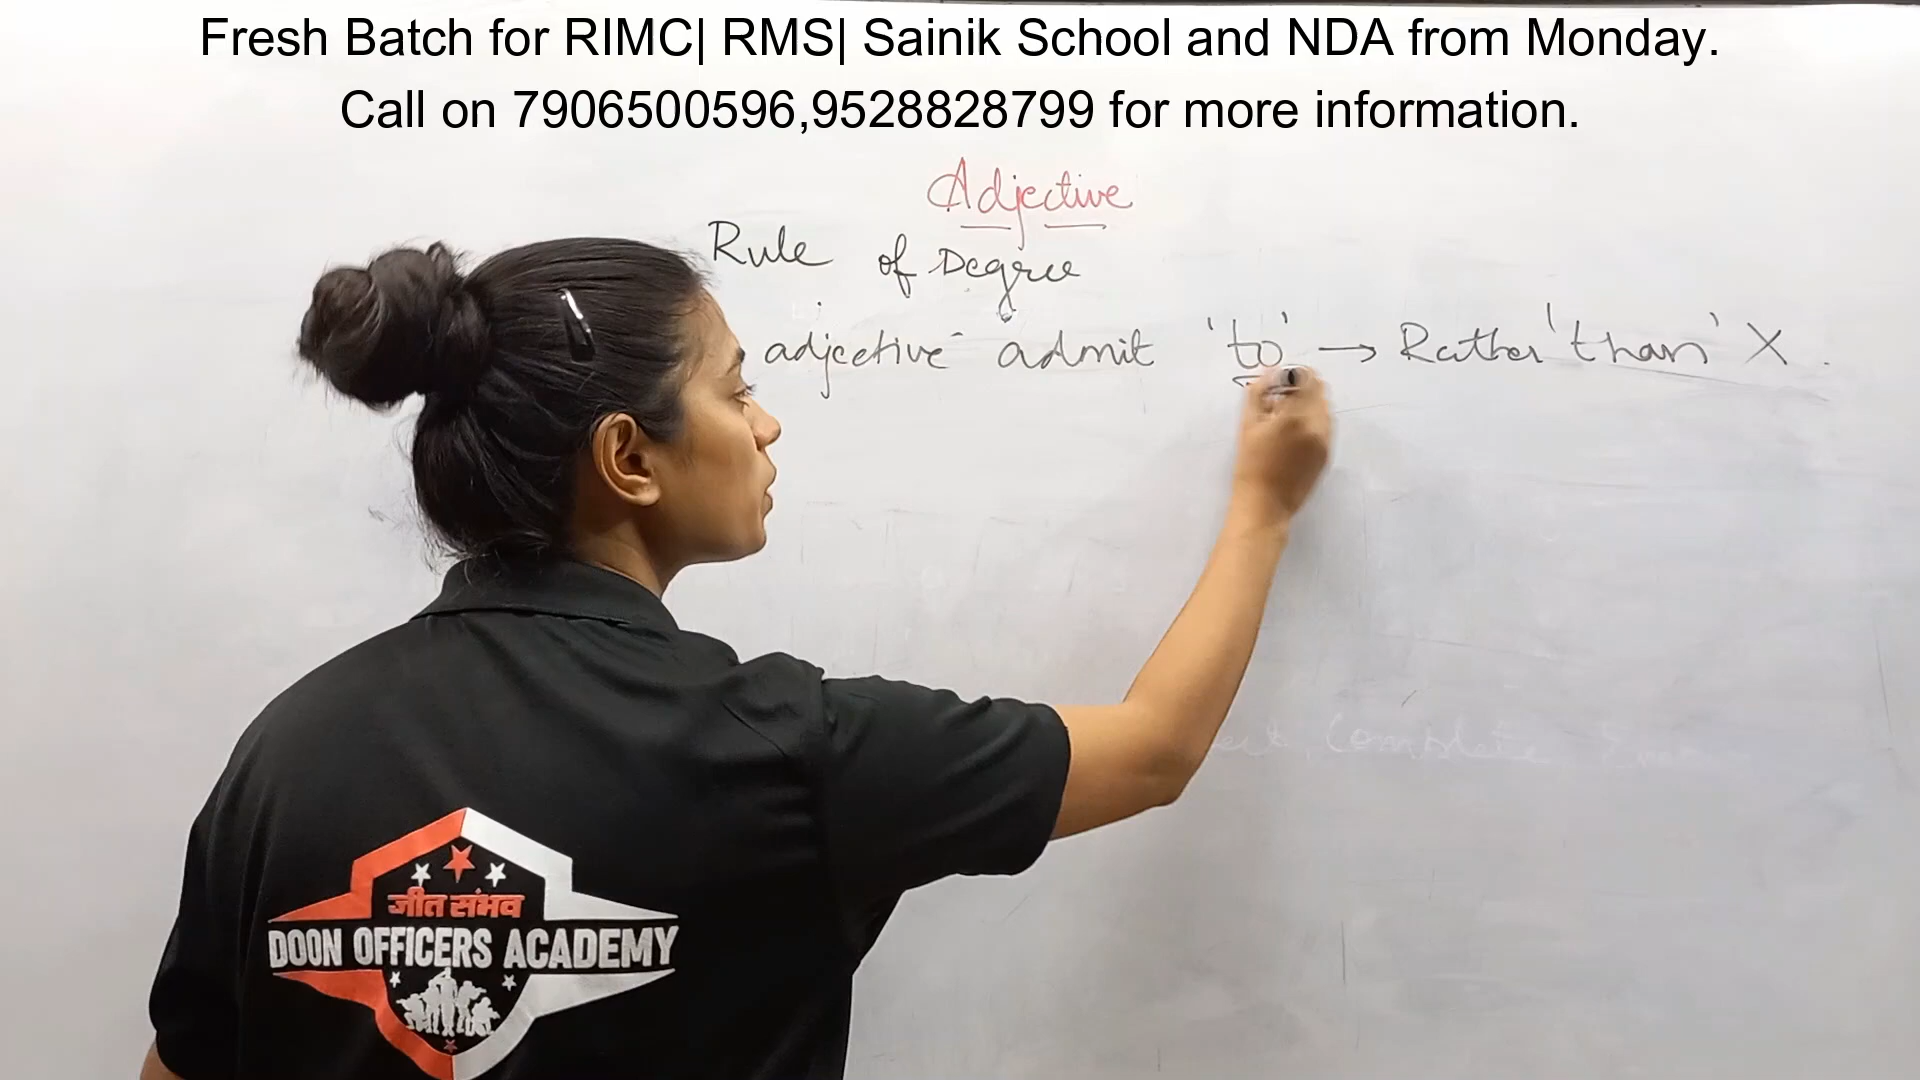 Fresh Batch for RIMC| RMS| Sainik School and NDA from Monday.
Call on 7906500596,9528828799 for more information.
Adjective
Rule of Degree
adjective admit 'to' → Rather 'than' X
जीत संभव
DOON OFFICERS ACADEMY
Complete